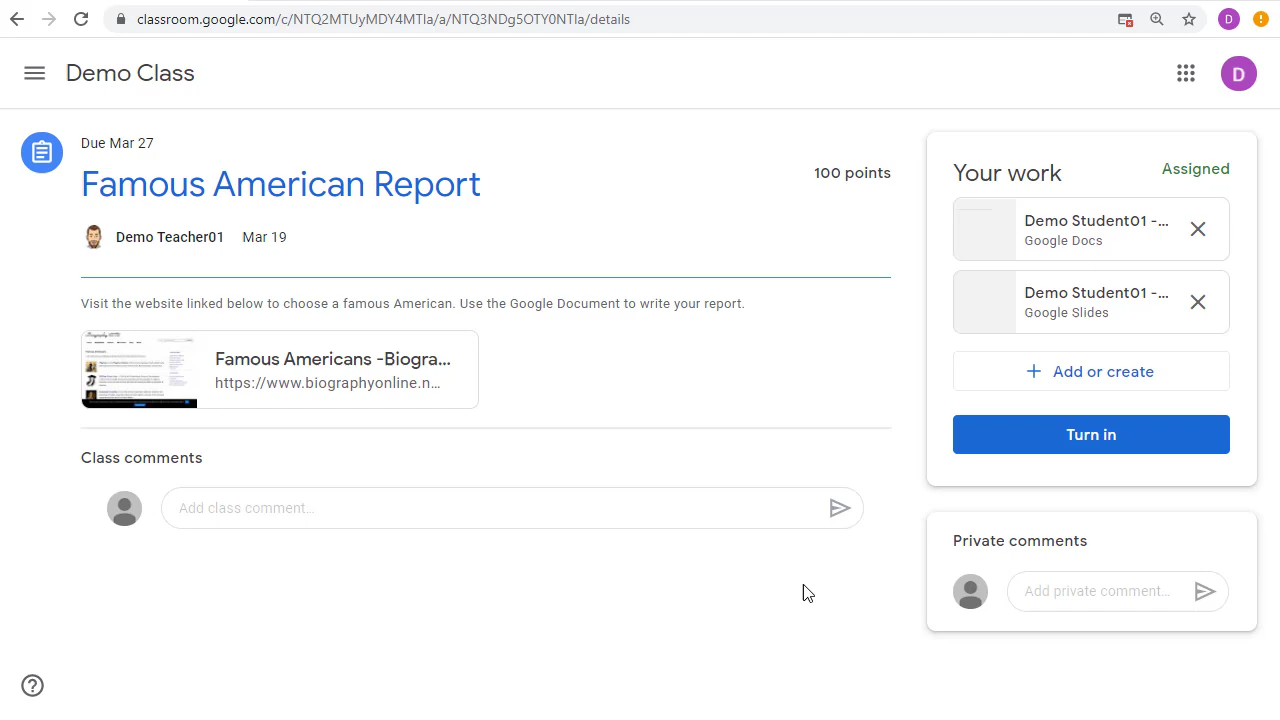 classroom.google.com/c/NTQ2MTUyMDY4MTIa/a/NTQ3NDg5OTY0NTIa/details
D
Demo Class
D
Due Mar 27
Famous American Report
100 points
Demo Teacher01 Mar 19
Visit the website linked below to choose a famous American. Use the Google Document to write your report.
Famous Americans -Biogra...
https://www.biographyonline.n...
Class comments
Add class comment...
Your work Assigned
Demo Student01 -...
Google Docs
Demo Student01 -...
Google Slides
+ Add or create
Turn in
Private comments
Add private comment...